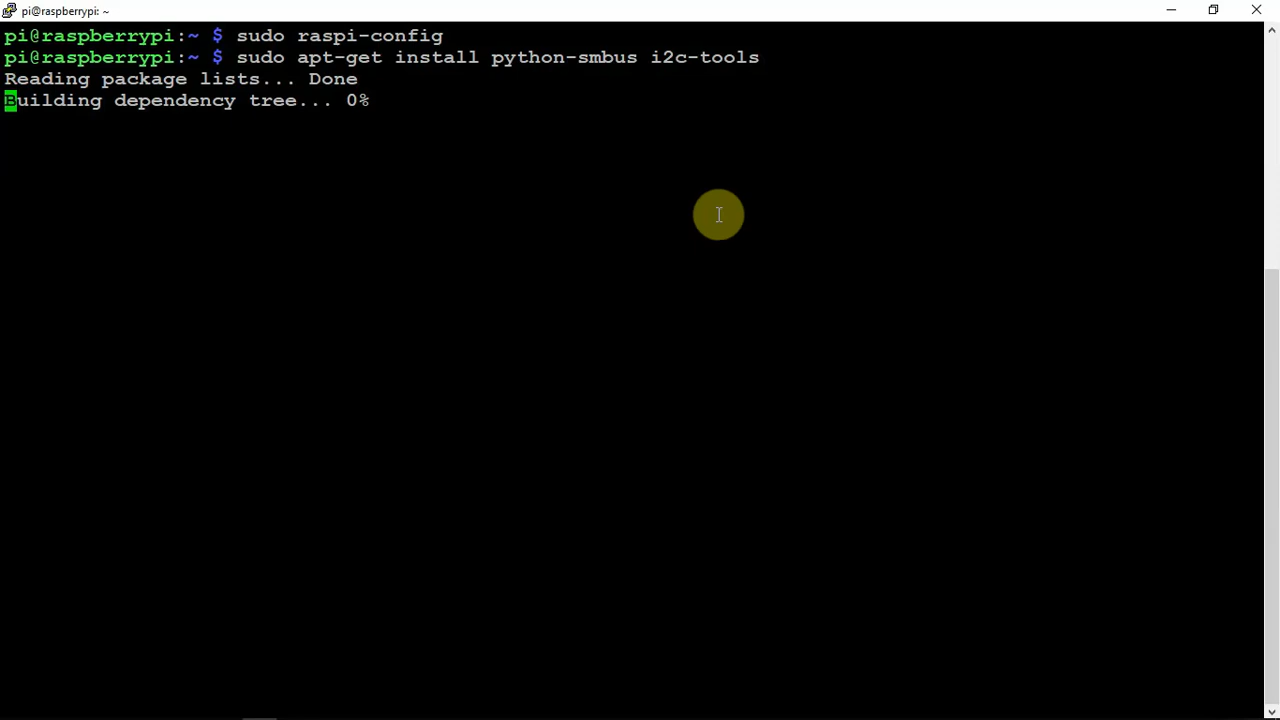 pi@raspberrypi: ~
pi@raspberrypi:~ $ sudo raspi-config
pi@raspberrypi:~ $ sudo apt-get install python-smbus i2c-tools
Reading package lists... Done
Building dependency tree... 0%